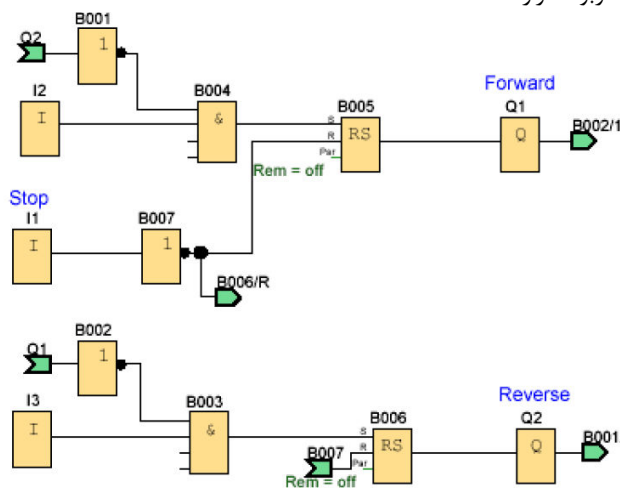 B001
Q2
1
I2
I
B004
&
B005
S
R
Par
RS
Rem = off
Forward
Q1
Q
B002/1
Stop
I1
I
B007
1
B006/R
B002
Q1
1
I3
I
B003
&
B006
S
R
Par
RS
B007
Rem = off
Reverse
Q2
Q
B001